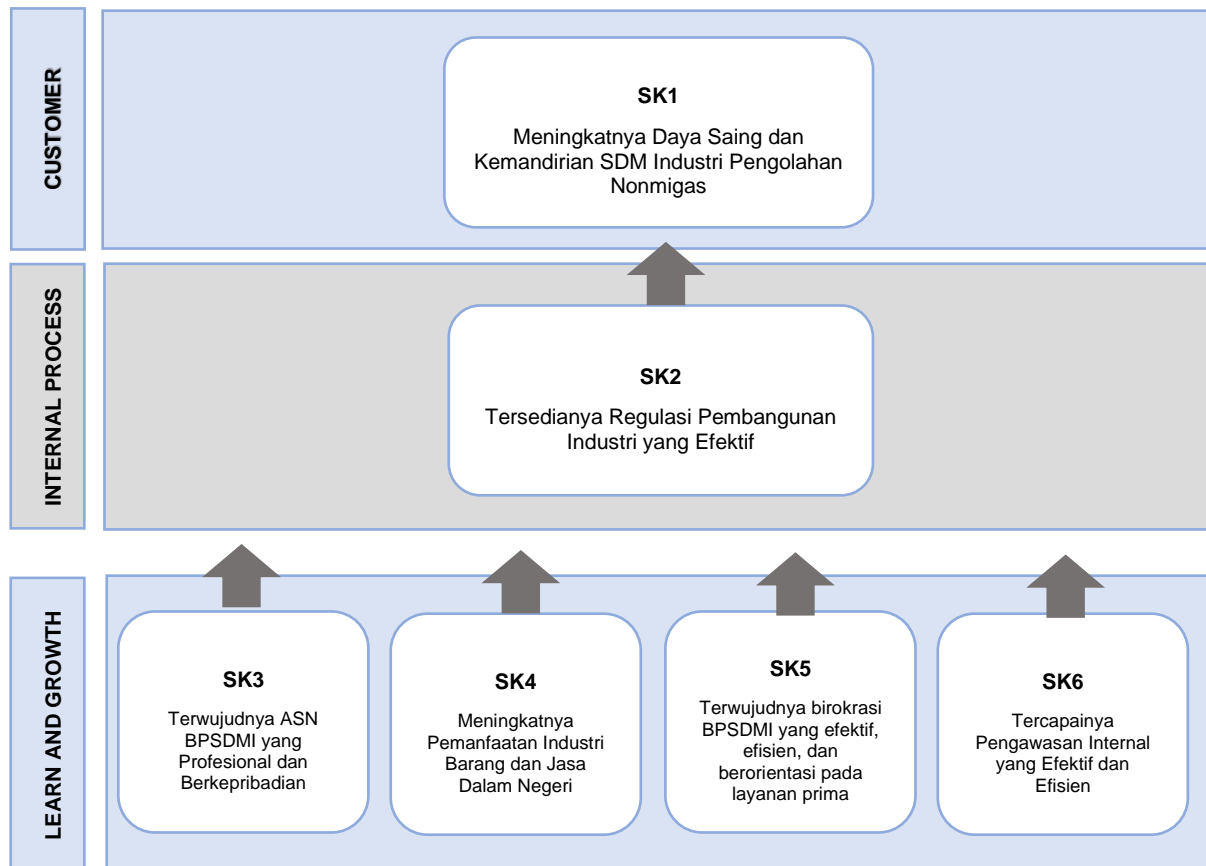 CUSTOMER
SK1
Meningkatnya Daya Saing dan
Kemandirian SDM Industri Pengolahan
Nonmigas
INTERNAL PROCESS
SK2
Tersedianya Regulasi Pembangunan
Industri yang Efektif
LEARN AND GROWTH
SK3
Terwujudnya ASN
BPSDMI yang
Profesional dan
Berkepribadian
SK4
Meningkatnya
Pemanfaatan Industri
Barang dan Jasa
Dalam Negeri
SK5
Terwujudnya birokrasi
BPSDMI yang efektif,
efisien, dan
berorientasi pada
layanan prima
SK6
Tercapainya
Pengawasan Internal
yang Efektif dan
Efisien